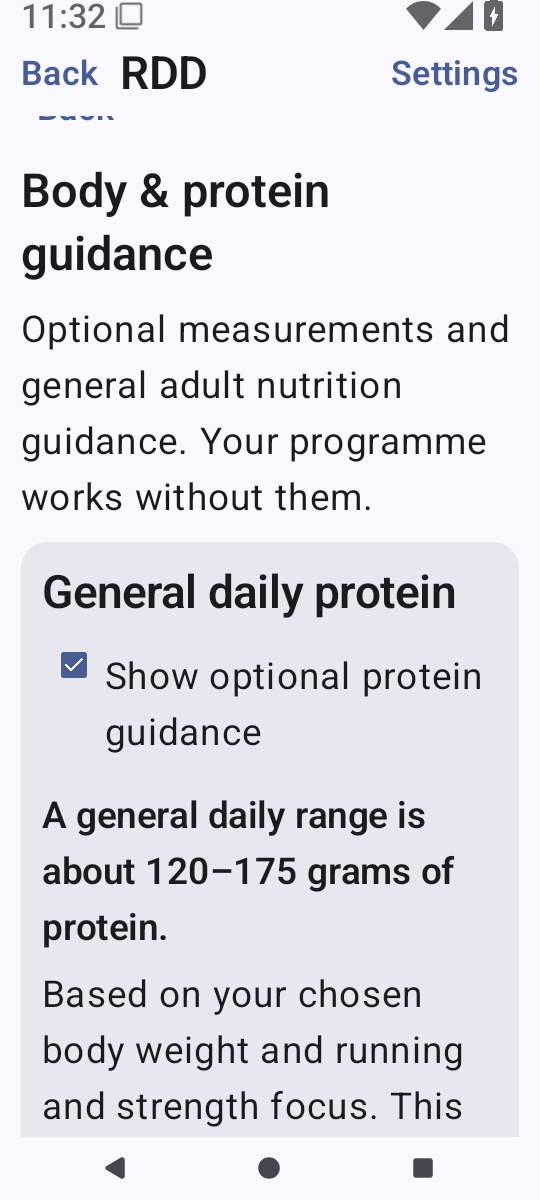 11:32
Back RDD Settings
Back
Body & protein
guidance
Optional measurements and
general adult nutrition
guidance. Your programme
works without them.
General daily protein
Show optional protein
guidance
A general daily range is
about 120–175 grams of
protein.
Based on your chosen
body weight and running
and strength focus. This